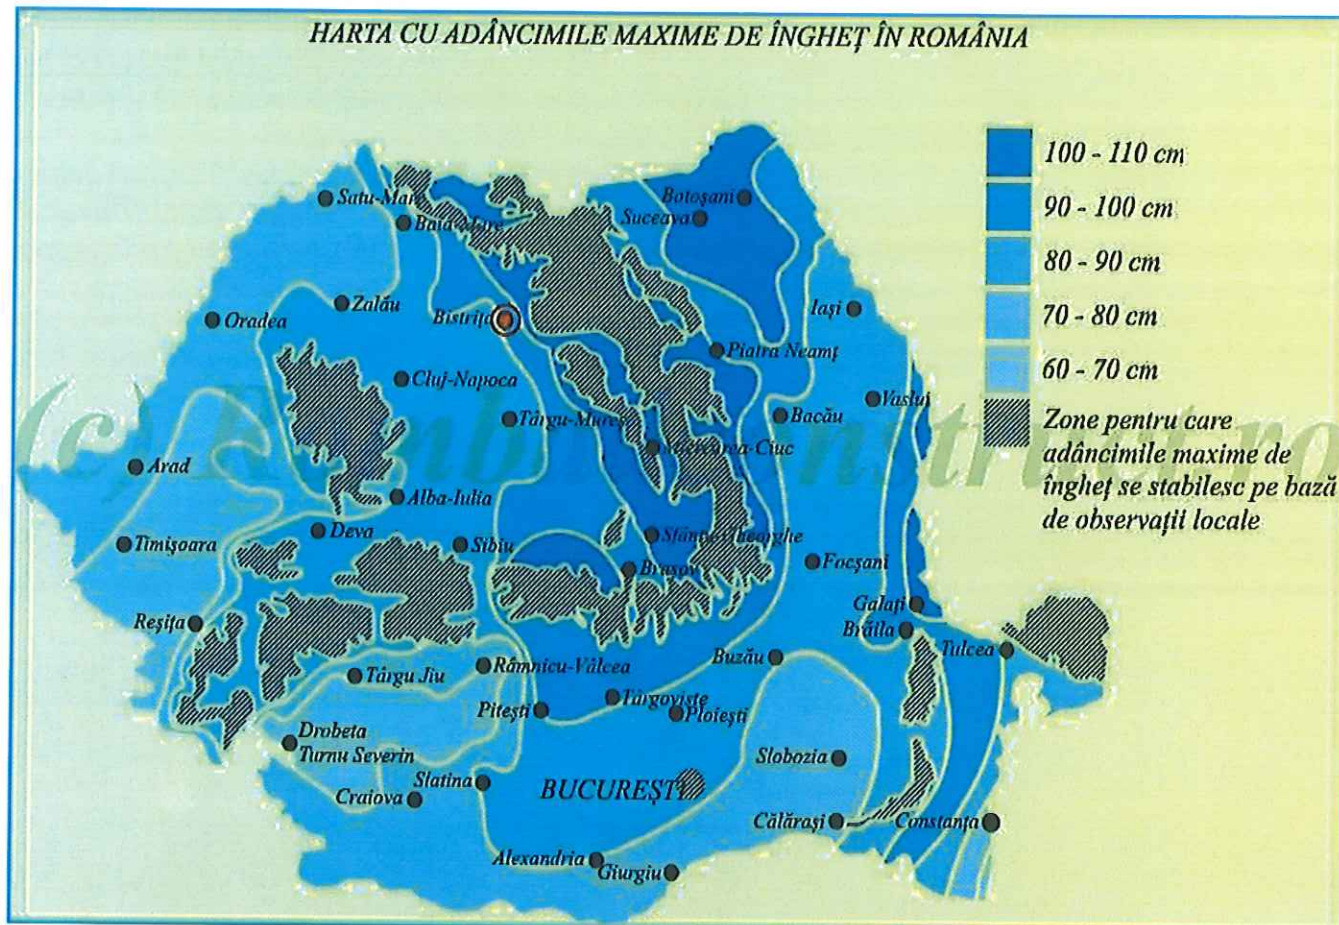 HARTA CU ADÂNCIMILE MAXIME DE ÎNGHEȚ ÎN ROMÂNIA
100 - 110 cm
90 - 100 cm
80 - 90 cm
70 - 80 cm
60 - 70 cm
Zone pentru care
adâncimile maxime de
îngheț se stabilesc pe bază
de observații locale
Satu-Mare
Baia-Mare
Botoșani
Suceava
Zalău
Oradea
Bistrița
Iași
Piatra Neamț
Cluj-Napoca
Târgu-Mureș
Bacău
Vaslui
Arad
Alba-Iulia
Timișoara
Deva
Sibiu
Sfântu-Gheorghe
Brașov
Focșani
Reșița
Galați
Brăila
Tulcea
Târgu Jiu
Râmnicu-Vâlcea
Buzău
Pitești
Târgoviște
Ploiești
Drobeta
Turnu Severin
Slatina
Craiova
BUCUREȘTI
Slobozia
Călărași
Constanța
Alexandria
Giurgiu